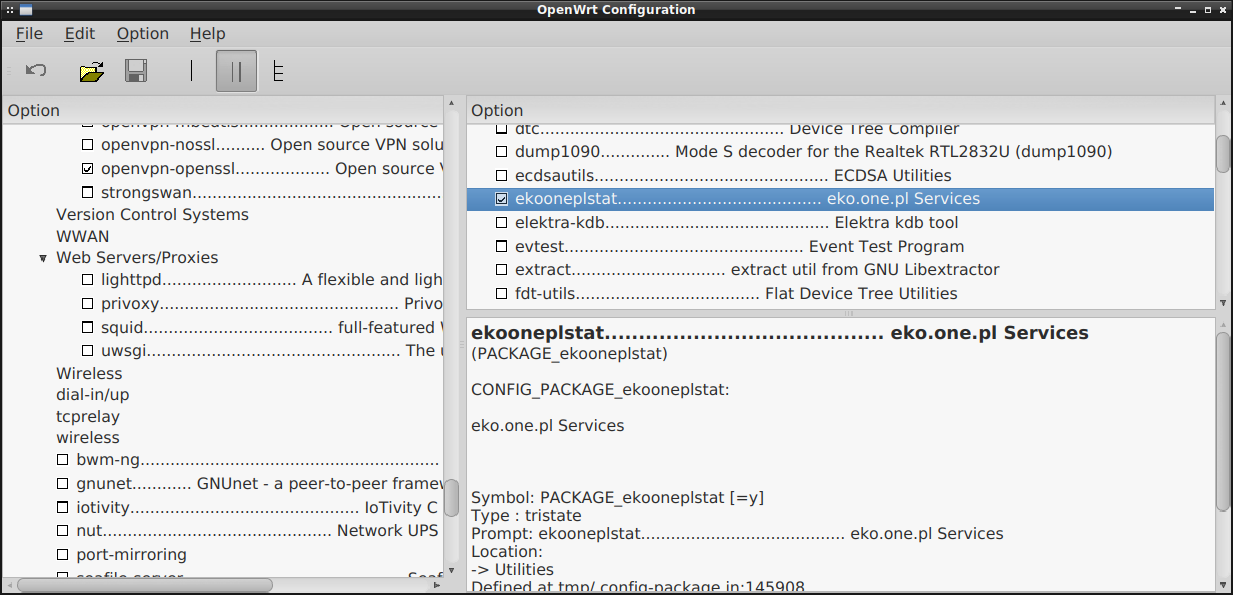 OpenWrt Configuration
File Edit Option Help
Option
openvpn-mbedtls.................... Open source
openvpn-nossl.......... Open source VPN solu
openvpn-openssl................... Open source V
strongswan..................................................
Version Control Systems
WWAN
Web Servers/Proxies
lighttpd........................... A flexible and ligh
privoxy................................................ Privo
squid...................................... full-featured W
uwsgi................................................... The u
Wireless
dial-in/up
tcprelay
wireless
bwm-ng............................................................
gnunet............ GNUnet - a peer-to-peer framew
iotivity.............................................. IoTivity C
nut.............................................. Network UPS
port-mirroring
seafile-server............................................. Seaf
Option
dtc................................................. Device Tree Compiler
dump1090.............. Mode S decoder for the Realtek RTL2832U (dump1090)
ecdsautils............................................... ECDSA Utilities
ekooneplstat......................................... eko.one.pl Services
elektra-kdb............................................. Elektra kdb tool
evtest................................................ Event Test Program
extract............................... extract util from GNU Libextractor
fdt-utils..................................... Flat Device Tree Utilities
ekooneplstat......................................... eko.one.pl Services
(PACKAGE_ekooneplstat)
CONFIG_PACKAGE_ekooneplstat:
eko.one.pl Services
Symbol: PACKAGE_ekooneplstat [=y]
Type : tristate
Prompt: ekooneplstat......................................... eko.one.pl Services
Location:
-> Utilities
Defined at tmp/.config-package.in:145908